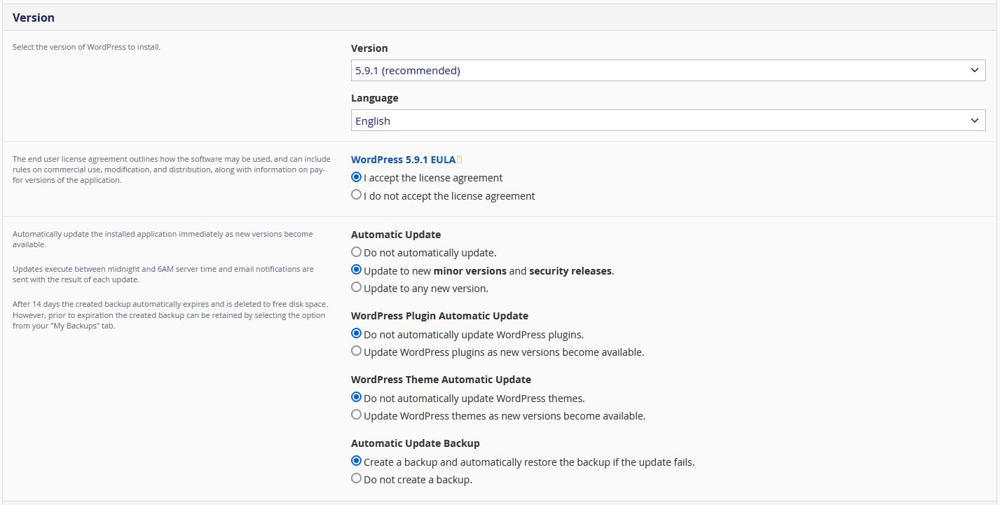 Version
Select the version of WordPress to install.
Version
5.9.1 (recommended)
Language
English
The end user license agreement outlines how the software may be used, and can include
rules on commercial use, modification, and distribution, along with information on pay-
for versions of the application.
WordPress 5.9.1 EULA
I accept the license agreement
I do not accept the license agreement
Automatically update the installed application immediately as new versions become
available.
Updates execute between midnight and 6AM server time and email notifications are
sent with the result of each update.
After 14 days the created backup automatically expires and is deleted to free disk space.
However, prior to expiration the created backup can be retained by selecting the option
from your "My Backups" tab.
Automatic Update
Do not automatically update.
Update to new minor versions and security releases.
Update to any new version.
WordPress Plugin Automatic Update
Do not automatically update WordPress plugins.
Update WordPress plugins as new versions become available.
WordPress Theme Automatic Update
Do not automatically update WordPress themes.
Update WordPress themes as new versions become available.
Automatic Update Backup
Create a backup and automatically restore the backup if the update fails.
Do not create a backup.